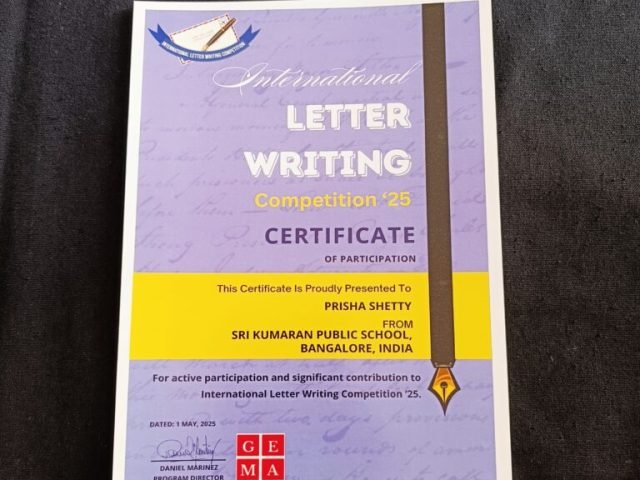 INTERNATIONAL LETTER WRITING COMPETITION
International
LETTER
WRITING
Competition ‘25
CERTIFICATE
OF PARTICIPATION
This Certificate Is Proudly Presented To
PRISHA SHETTY
FROM
SRI KUMARAN PUBLIC SCHOOL,
BANGALORE, INDIA
For active participation and significant contribution to
International Letter Writing Competition ‘25.
DATED: 1 MAY, 2025
DANIEL MARINEZ
PROGRAM DIRECTOR
G E
M A